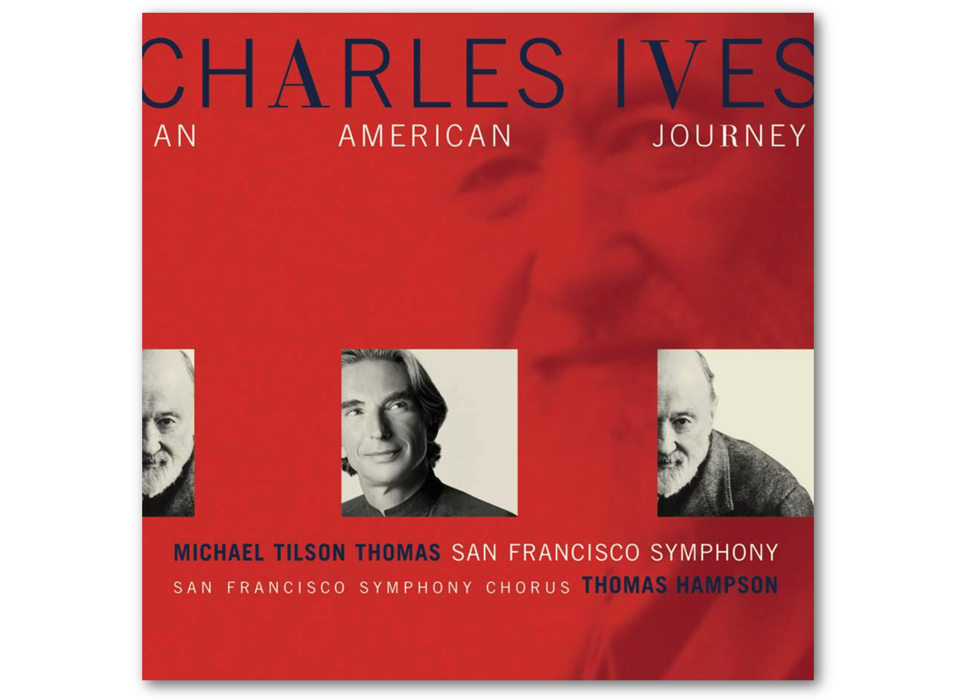 CHARLES IVES
AN AMERICAN JOURNEY
MICHAEL TILSON THOMAS SAN FRANCISCO SYMPHONY
SAN FRANCISCO SYMPHONY CHORUS THOMAS HAMPSON